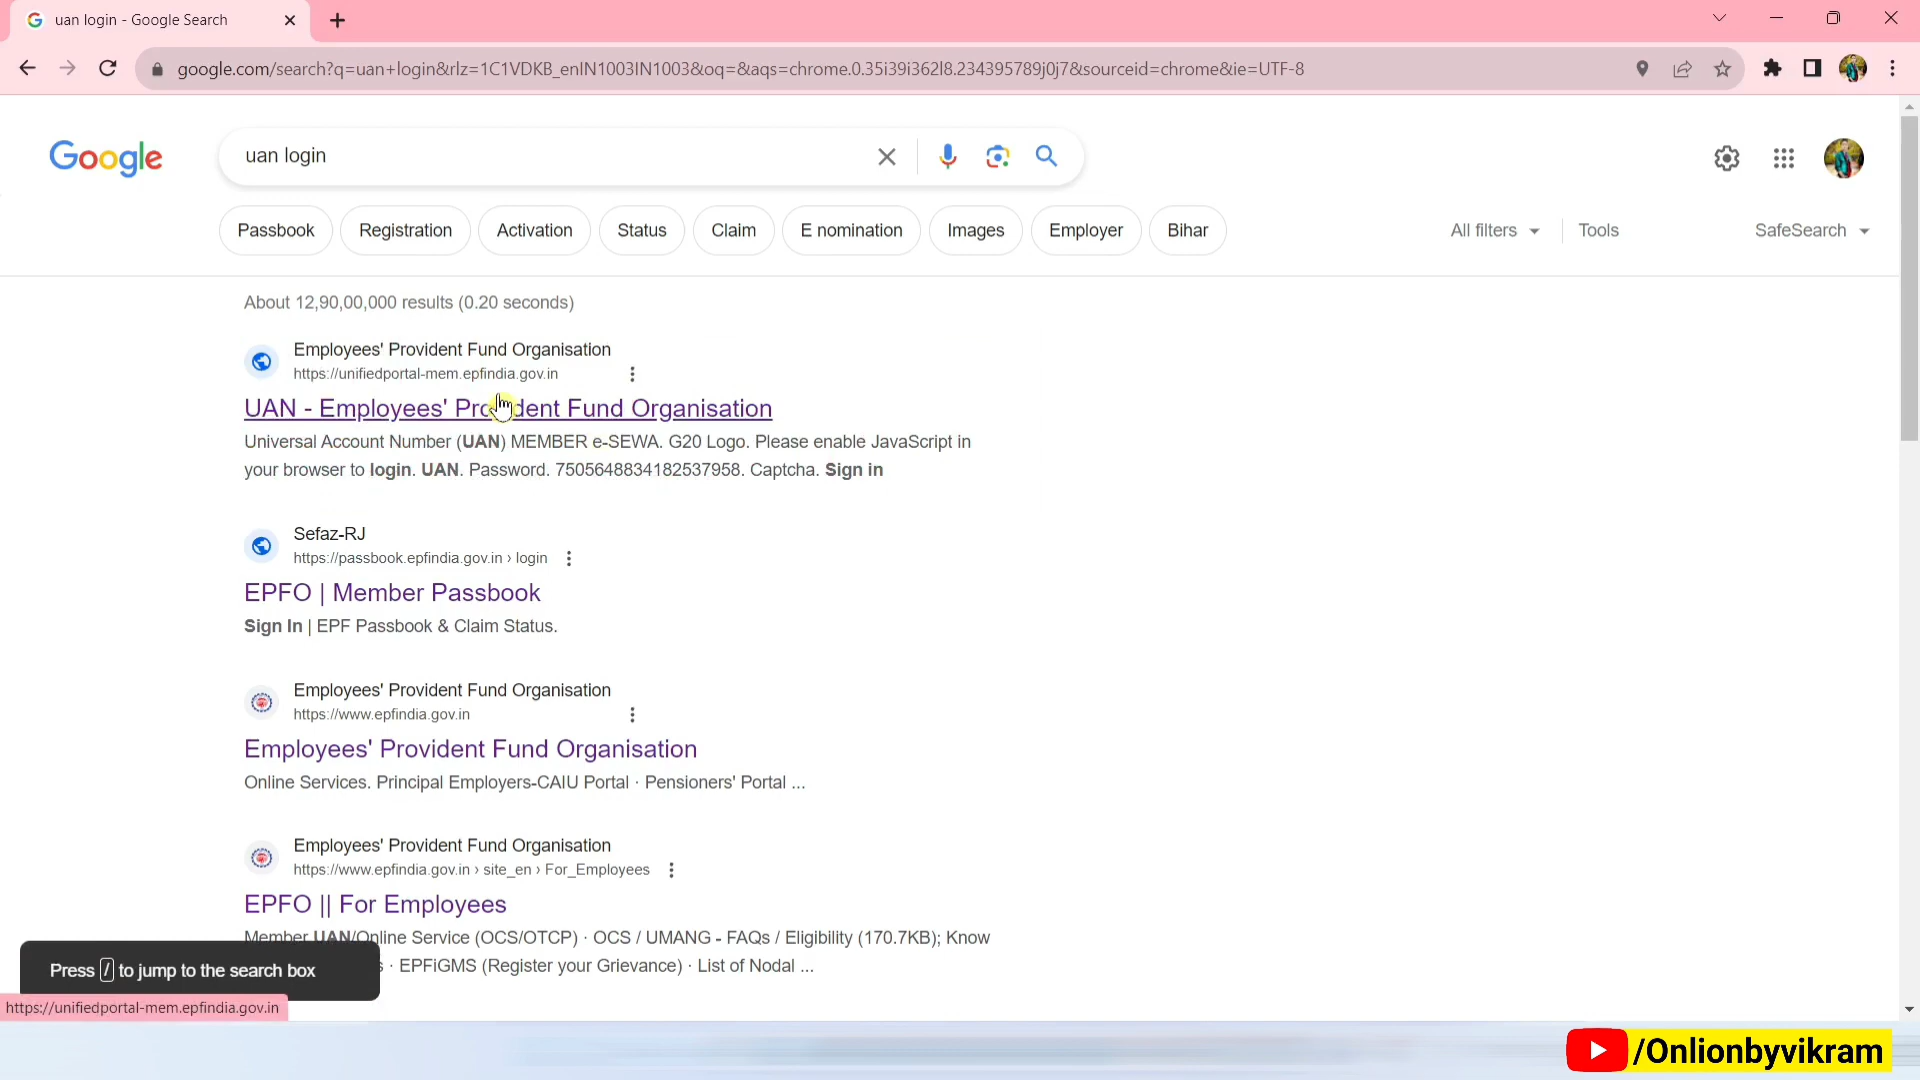 uan login - Google Search
google.com/search?q=uan+login&rlz=1C1VDKB_enIN1003IN1003&oq=&aqs=chrome.0.35i39i362l8.234395789j0j7&sourceid=chrome&ie=UTF-8
Google
uan login
Passbook Registration Activation Status Claim E nomination Images Employer Bihar All filters Tools SafeSearch
About 12,90,00,000 results (0.20 seconds)
Employees' Provident Fund Organisation
https://unifiedportal-mem.epfindia.gov.in
UAN - Employees' Provident Fund Organisation
Universal Account Number (UAN) MEMBER e-SEWA. G20 Logo. Please enable JavaScript in
your browser to login. UAN. Password. 7505648834182537958. Captcha. Sign in
Sefaz-RJ
https://passbook.epfindia.gov.in › login
EPFO | Member Passbook
Sign In | EPF Passbook & Claim Status.
Employees' Provident Fund Organisation
https://www.epfindia.gov.in
Employees' Provident Fund Organisation
Online Services. Principal Employers-CAIU Portal · Pensioners' Portal ...
Employees' Provident Fund Organisation
https://www.epfindia.gov.in › site_en › For_Employees
EPFO || For Employees
Member UAN/Online Service (OCS/OTCP) · OCS / UMANG - FAQs / Eligibility (170.7KB); Know
· EPFiGMS (Register your Grievance) · List of Nodal ...
Press / to jump to the search box
https://unifiedportal-mem.epfindia.gov.in
/Onlionbyvikram